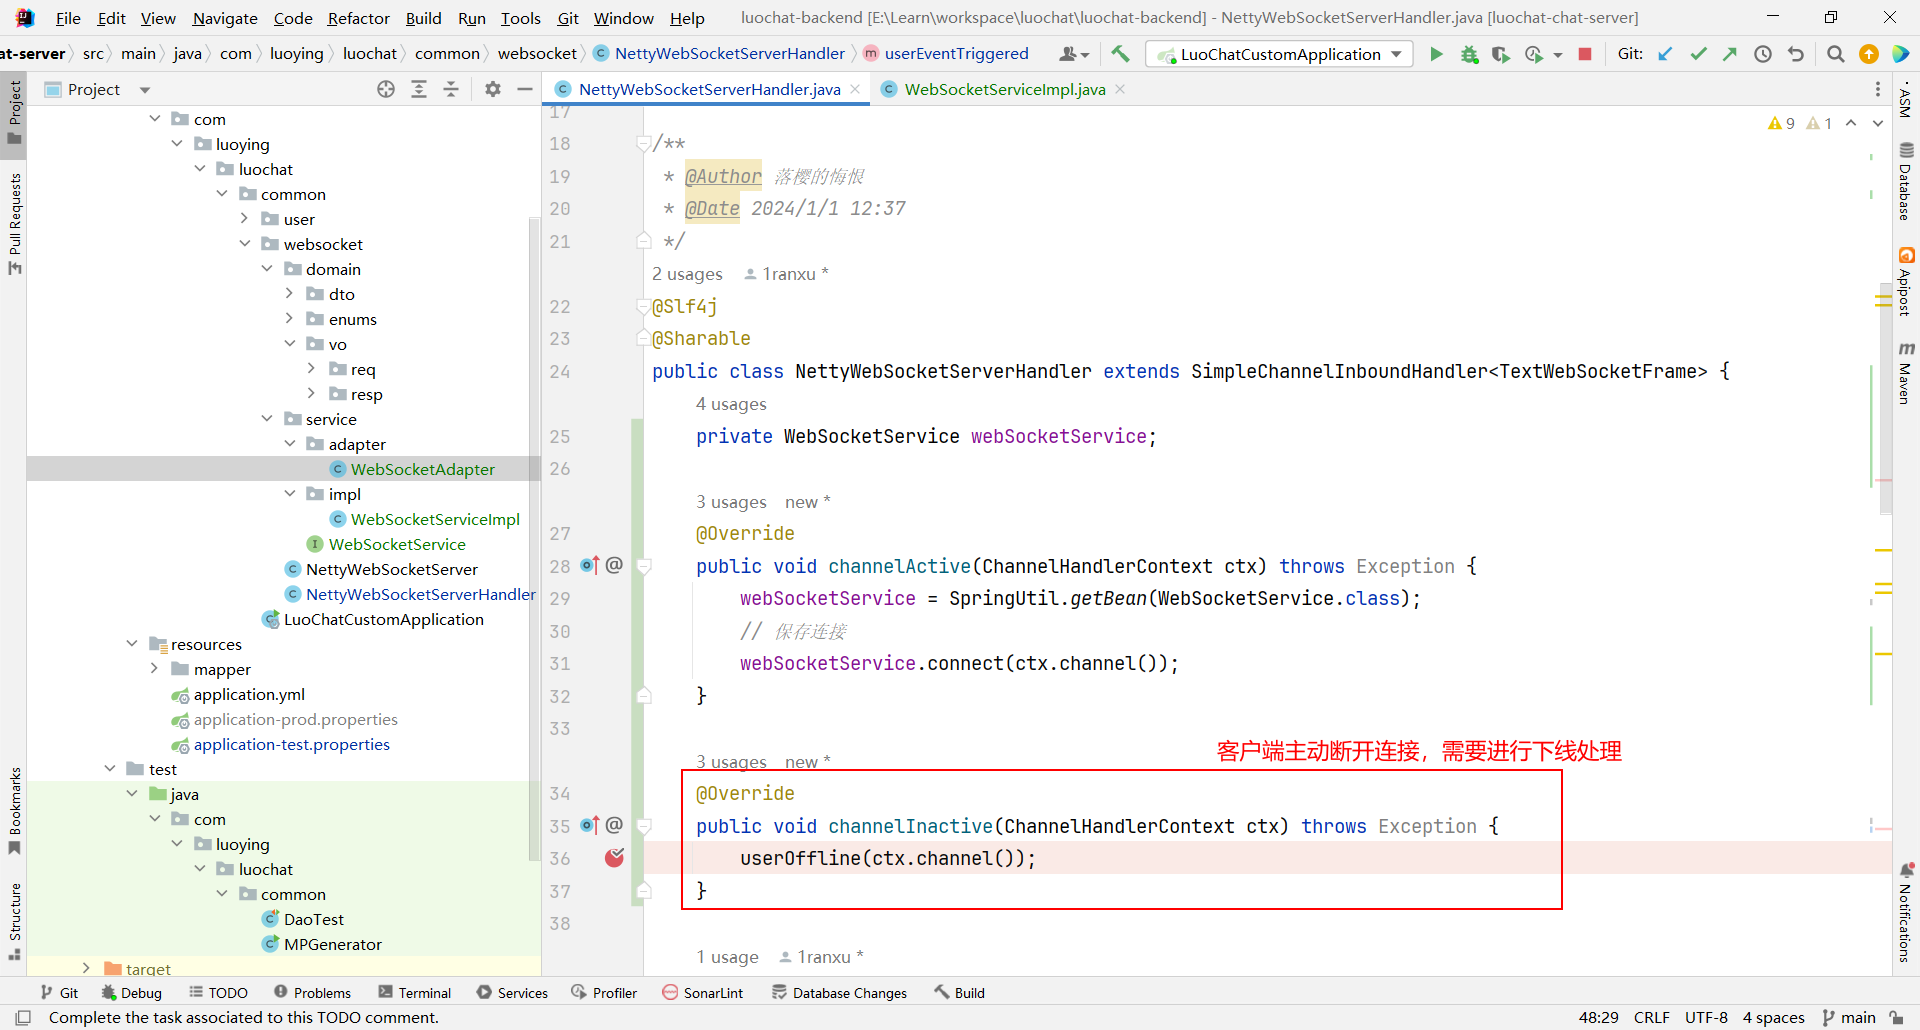 File Edit View Navigate Code Refactor Build Run Tools Git Window Help luochat-backend [E:\Learn\workspace\luochat\luochat-backend] - NettyWebSocketServerHandler.java [luochat-chat-server]
at-server src main java com luoying luochat common websocket NettyWebSocketServerHandler userEventTriggered LuoChatCustomApplication Git:
Project
NettyWebSocketServerHandler.java WebSocketServiceImpl.java
Project
Pull Requests
Bookmarks
Structure
com
luoying
luochat
common
user
websocket
domain
dto
enums
vo
req
resp
service
adapter
WebSocketAdapter
impl
WebSocketServiceImpl
WebSocketService
NettyWebSocketServer
NettyWebSocketServerHandler
LuoChatCustomApplication
resources
mapper
application.yml
application-prod.properties
application-test.properties
test
java
com
luoying
luochat
common
DaoTest
MPGenerator
target
9 1
17
18 /**
19 * @Author 落樱的悔恨
20 * @Date 2024/1/1 12:37
21 */
2 usages 1ranxu *
22 @Slf4j
23 @Sharable
24 public class NettyWebSocketServerHandler extends SimpleChannelInboundHandler<TextWebSocketFrame> {
4 usages
25 private WebSocketService webSocketService;
26
3 usages new *
27 @Override
28 @ public void channelActive(ChannelHandlerContext ctx) throws Exception {
29 webSocketService = SpringUtil.getBean(WebSocketService.class);
30 // 保存连接
31 webSocketService.connect(ctx.channel());
32 }
33
客户端主动断开连接，需要进行下线处理
3 usages new *
34 @Override
35 @ public void channelInactive(ChannelHandlerContext ctx) throws Exception {
36 userOffline(ctx.channel());
37 }
38
1 usage 1ranxu *
ASM
Database
Apipost
m Maven
Notifications
Git Debug TODO Problems Terminal Services Profiler SonarLint Database Changes Build
Complete the task associated to this TODO comment. 48:29 CRLF UTF-8 4 spaces main